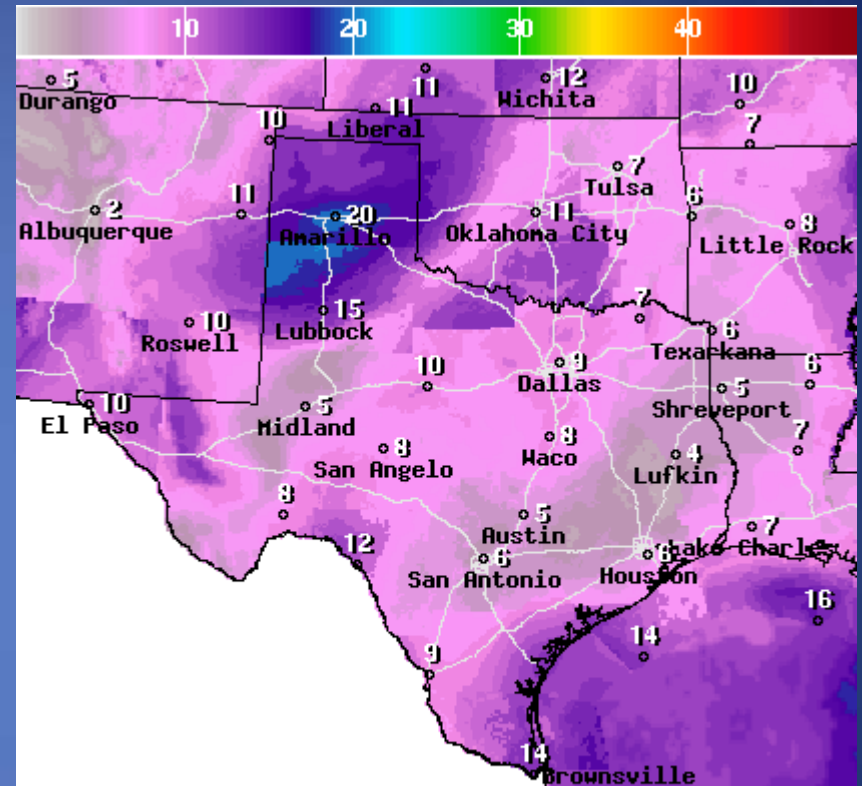 10 20 30 40
5
Durango
11
12
Wichita
11
Liberal
10
10
7
7
Tulsa
2
Albuquerque
11
20
Amarillo
11
Oklahoma City
6
8
Little Rock
10
Roswell
15
Lubbock
7
6
Texarkana
9
Dallas
10
El Paso
5
Midland
10
5
Shreveport
6
8
San Angelo
8
Waco
4
Lufkin
7
8
5
Austin
12
6
San Antonio
6
Houston
7
Lake Charles
9
14
16
14
Brownsville